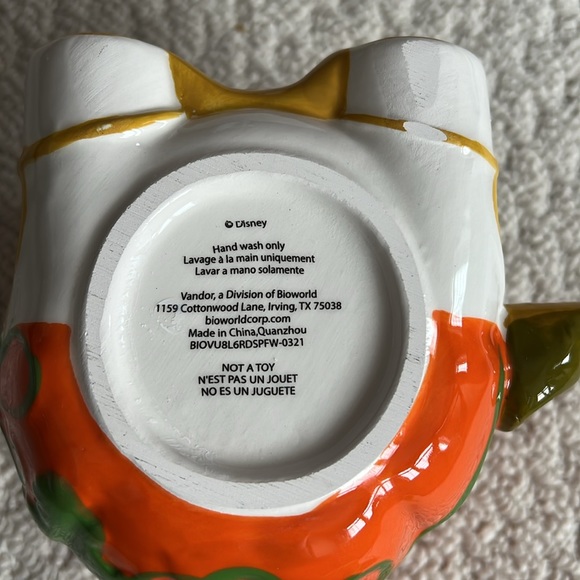 © Disney
Hand wash only
Lavage à la main uniquement
Lavar a mano solamente
Vandor, a Division of Bioworld
1159 Cottonwood Lane, Irving, TX 75038
bioworldcorp.com
Made in China,Quanzhou
BIOVU8L6RDSPFW-0321
NOT A TOY
N'EST PAS UN JOUET
NO ES UN JUGUETE